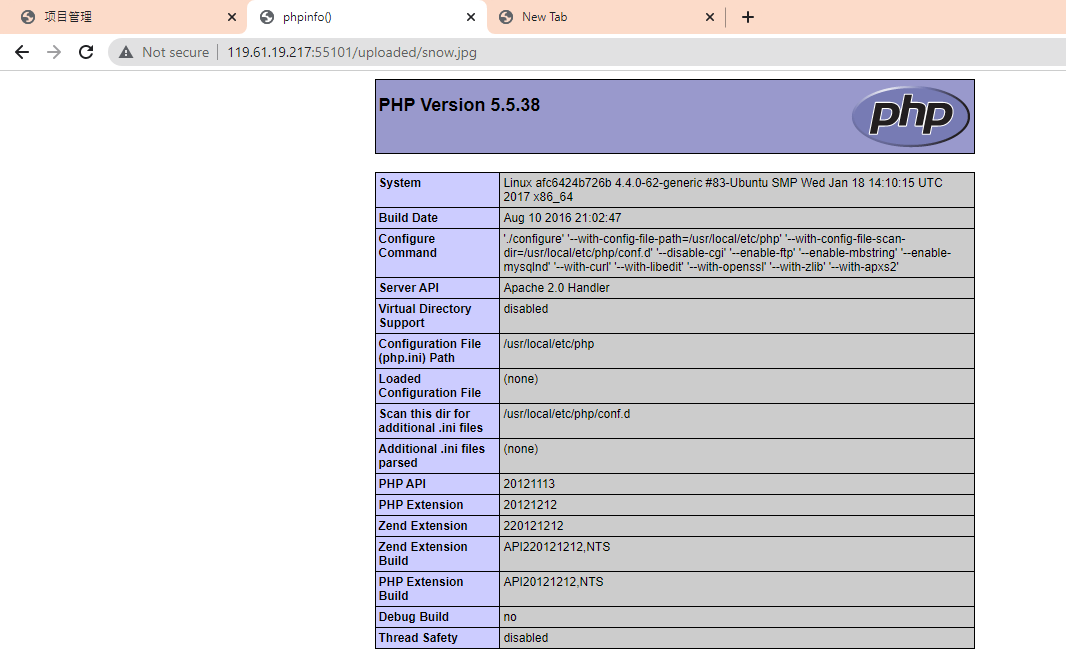 项目管理
phpinfo()
New Tab
Not secure
119.61.19.217:55101/uploaded/snow.jpg
PHP Version 5.5.38
php
System
Linux afc6424b726b 4.4.0-62-generic #83-Ubuntu SMP Wed Jan 18 14:10:15 UTC
2017 x86_64
Build Date
Aug 10 2016 21:02:47
Configure
Command
'./configure' '--with-config-file-path=/usr/local/etc/php' '--with-config-file-scan-
dir=/usr/local/etc/php/conf.d' '--disable-cgi' '--enable-ftp' '--enable-mbstring' '--enable-
mysqlnd' '--with-curl' '--with-libedit' '--with-openssl' '--with-zlib' '--with-apxs2'
Server API
Apache 2.0 Handler
Virtual Directory
Support
disabled
Configuration File
(php.ini) Path
/usr/local/etc/php
Loaded
Configuration File
(none)
Scan this dir for
additional .ini files
/usr/local/etc/php/conf.d
Additional .ini files
parsed
(none)
PHP API
20121113
PHP Extension
20121212
Zend Extension
220121212
Zend Extension
Build
API220121212,NTS
PHP Extension
Build
API20121212,NTS
Debug Build
no
Thread Safety
disabled